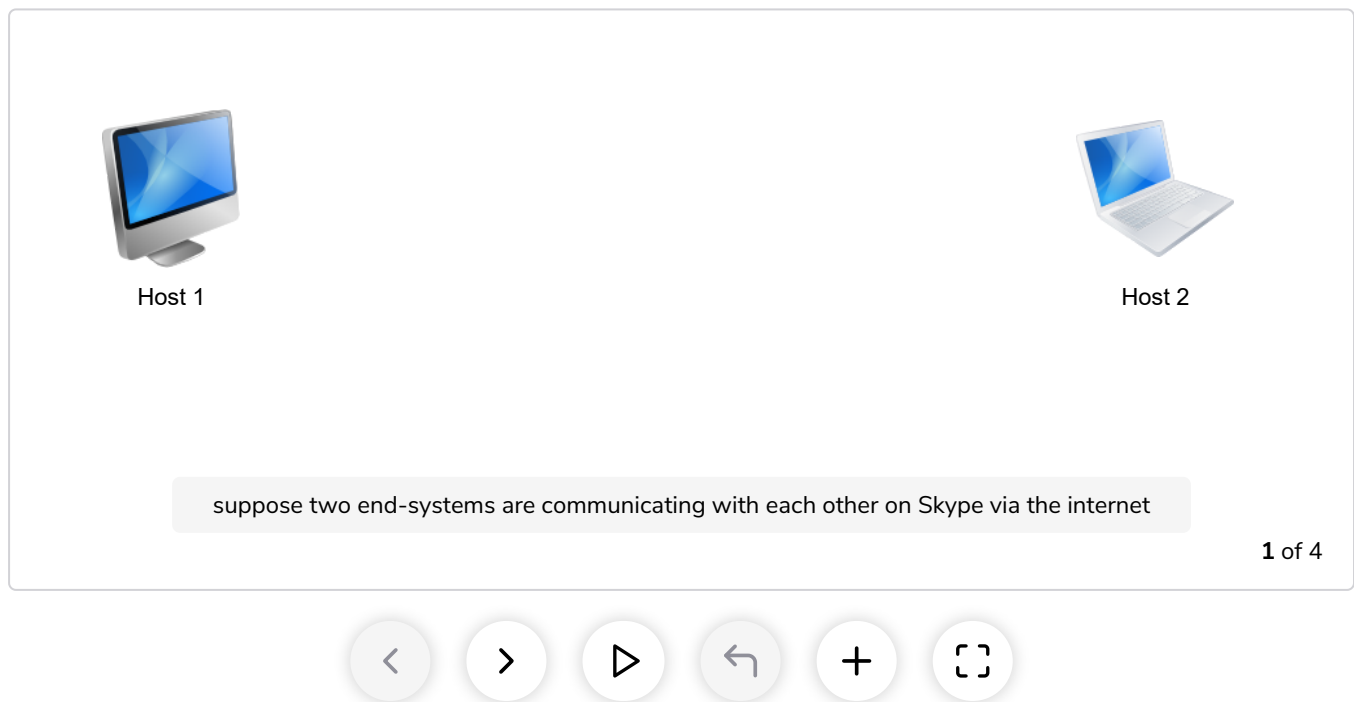 Host 1
Host 2
suppose two end-systems are communicating with each other on Skype via the internet
1 of 4